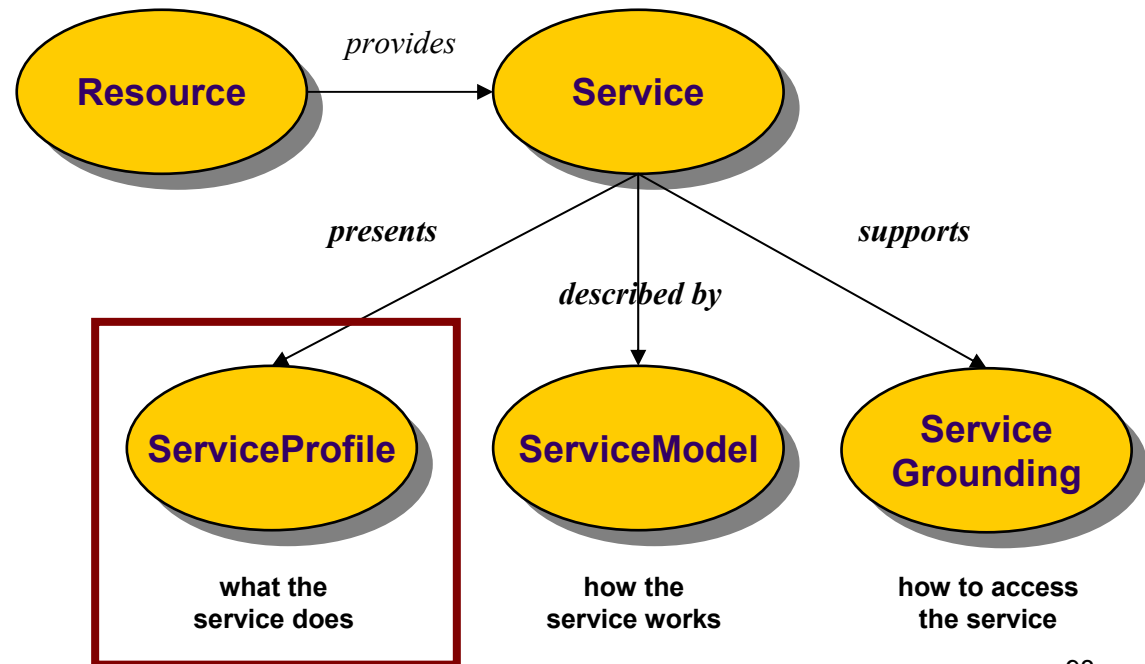 provides
Resource
Service
presents
supports
described by
ServiceProfile
ServiceModel
Service
Grounding
what the
service does
how the
service works
how to access
the service